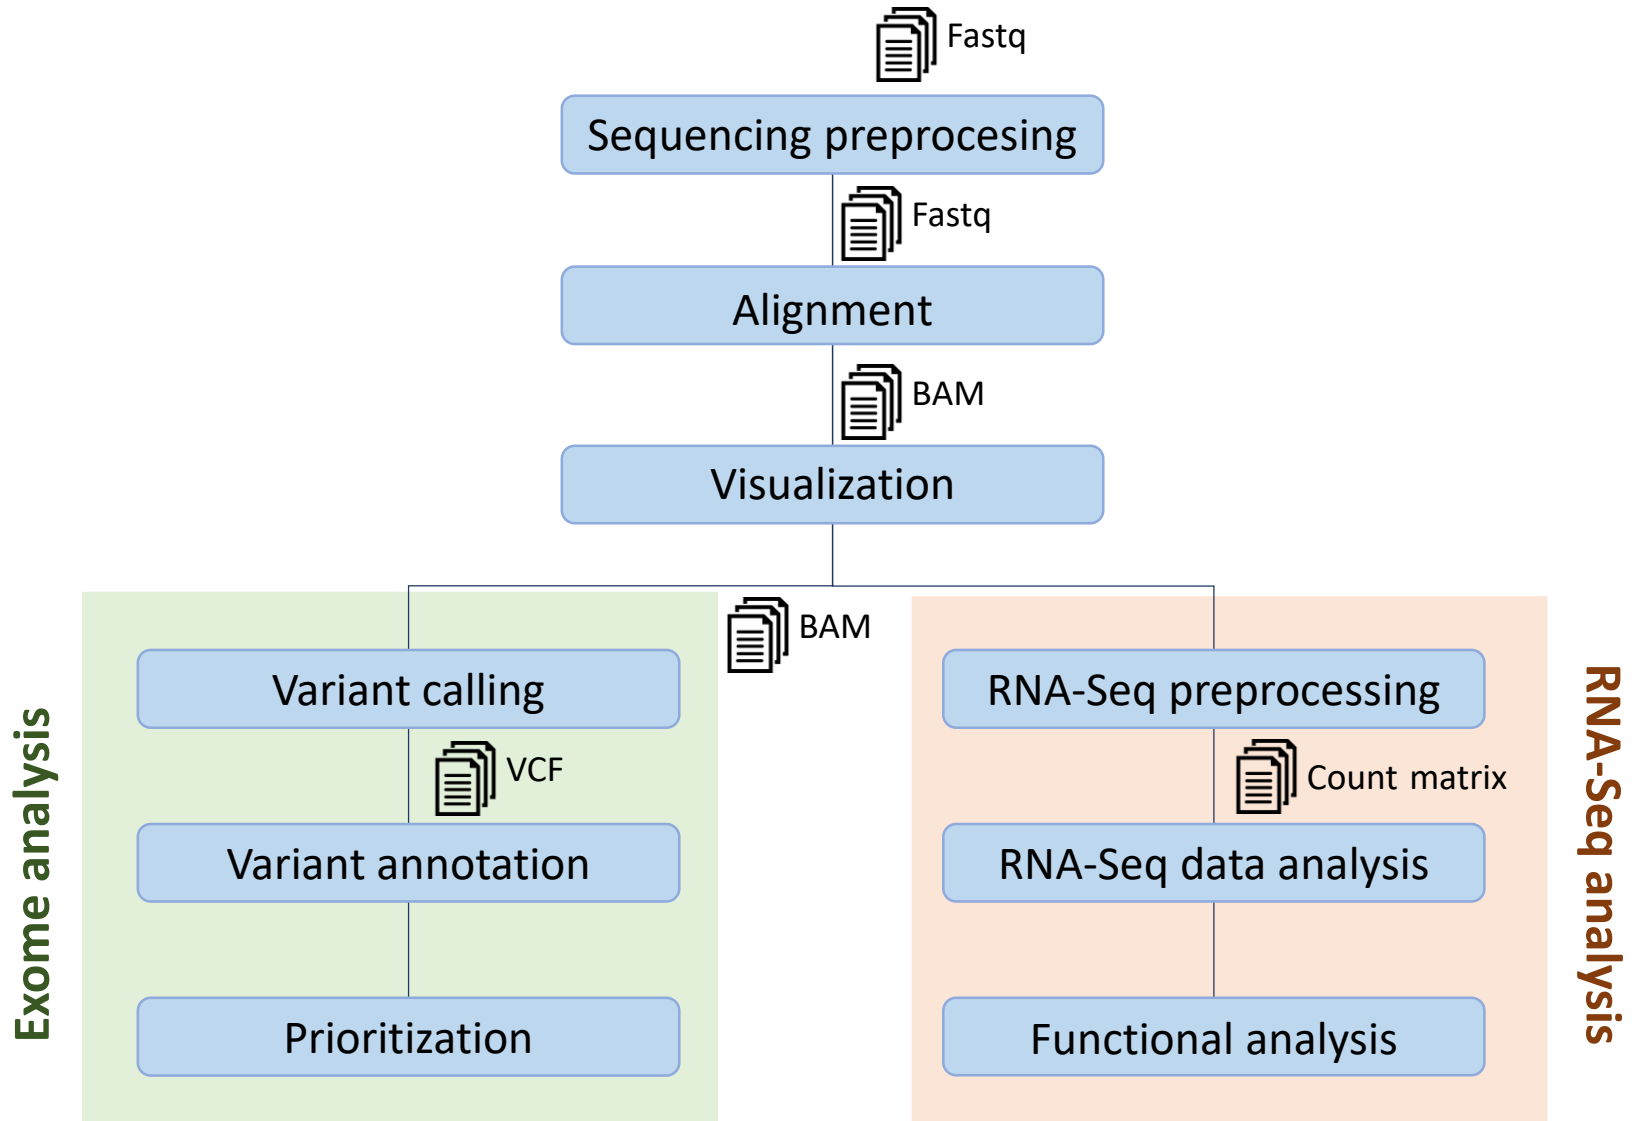 Fastq
Sequencing preprocesing
Fastq
Alignment
BAM
Visualization
BAM
Exome analysis
Variant calling
VCF
Variant annotation
Prioritization
RNA-Seq preprocessing
Count matrix
RNA-Seq data analysis
Functional analysis
RNA-Seq analysis